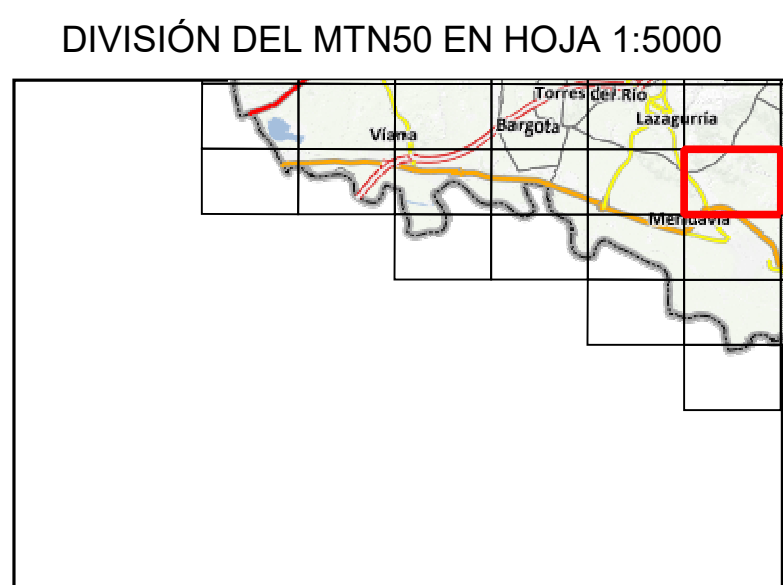 DIVISIÓN DEL MTN50 EN HOJA 1:5000
Torres del Río
Lazagurría
Bargota
Viana
Mendavia